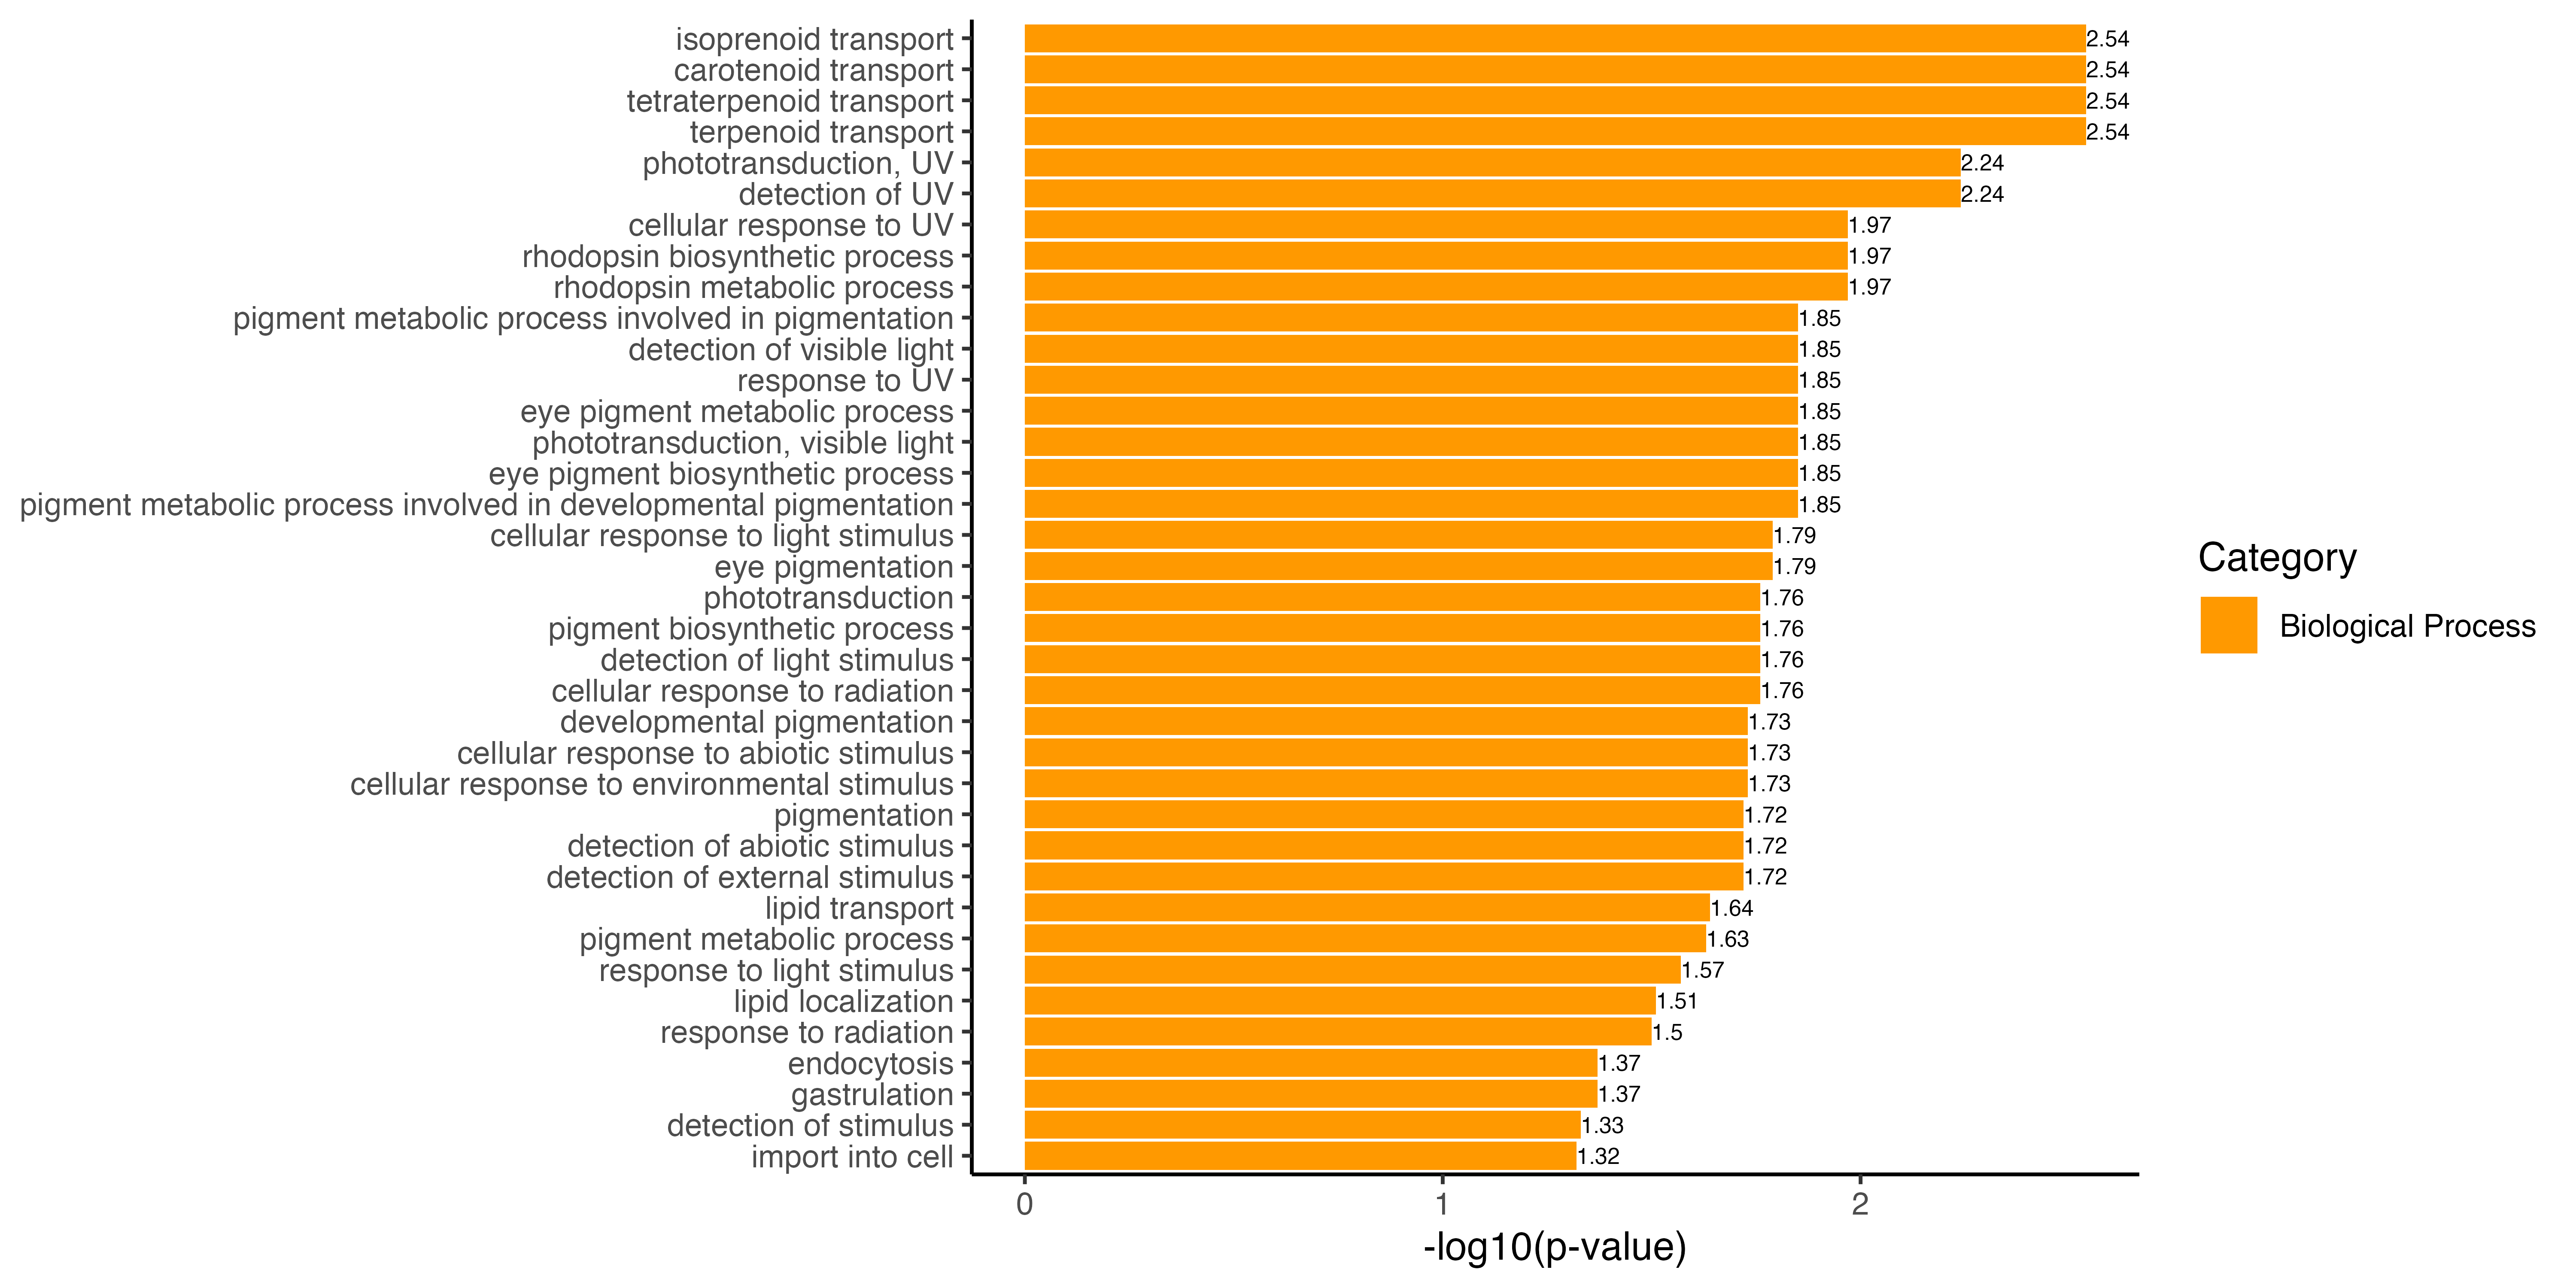 isoprenoid transport 2.54
carotenoid transport 2.54
tetraterpenoid transport 2.54
terpenoid transport 2.54
phototransduction, UV 2.24
detection of UV 2.24
cellular response to UV 1.97
rhodopsin biosynthetic process 1.97
rhodopsin metabolic process 1.97
pigment metabolic process involved in pigmentation 1.85
detection of visible light 1.85
response to UV 1.85
eye pigment metabolic process 1.85
phototransduction, visible light 1.85
eye pigment biosynthetic process 1.85
pigment metabolic process involved in developmental pigmentation 1.85
cellular response to light stimulus 1.79
eye pigmentation 1.79
phototransduction 1.76
pigment biosynthetic process 1.76
detection of light stimulus 1.76
cellular response to radiation 1.76
developmental pigmentation 1.73
cellular response to abiotic stimulus 1.73
cellular response to environmental stimulus 1.73
pigmentation 1.72
detection of abiotic stimulus 1.72
detection of external stimulus 1.72
lipid transport 1.64
pigment metabolic process 1.63
response to light stimulus 1.57
lipid localization 1.51
response to radiation 1.5
endocytosis 1.37
gastrulation 1.37
detection of stimulus 1.33
import into cell 1.32
0 1 2
-log10(p-value)
Category
Biological Process